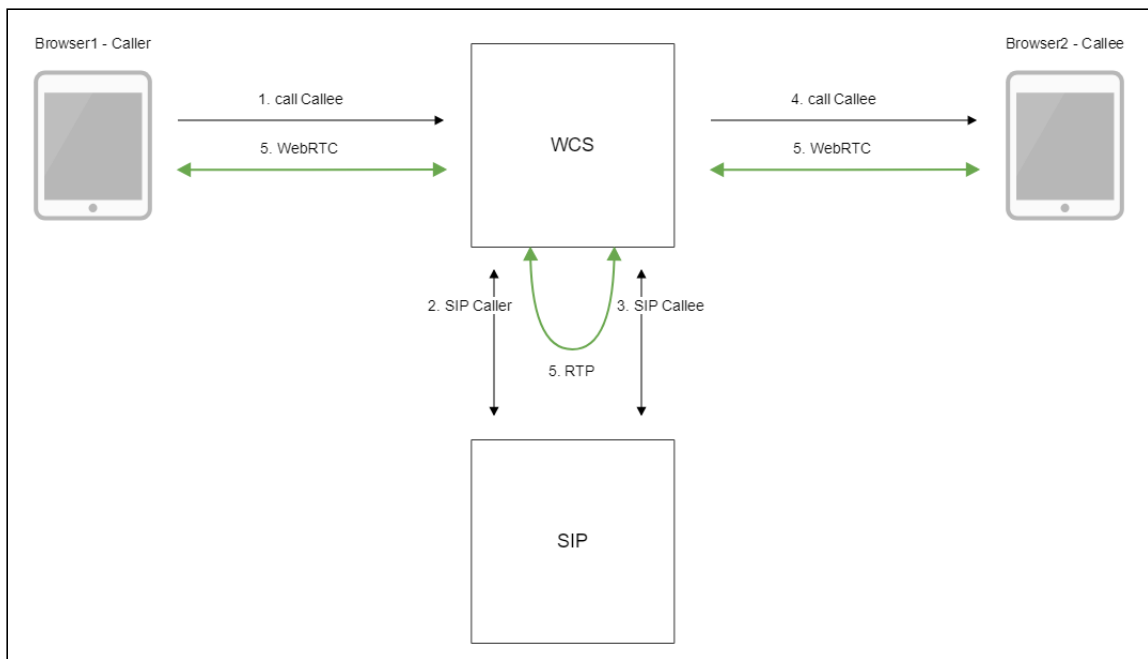 Browser1 - Caller
Browser2 - Callee
1. call Callee
4. call Callee
WCS
5. WebRTC
5. WebRTC
2. SIP Caller
3. SIP Callee
5. RTP
SIP